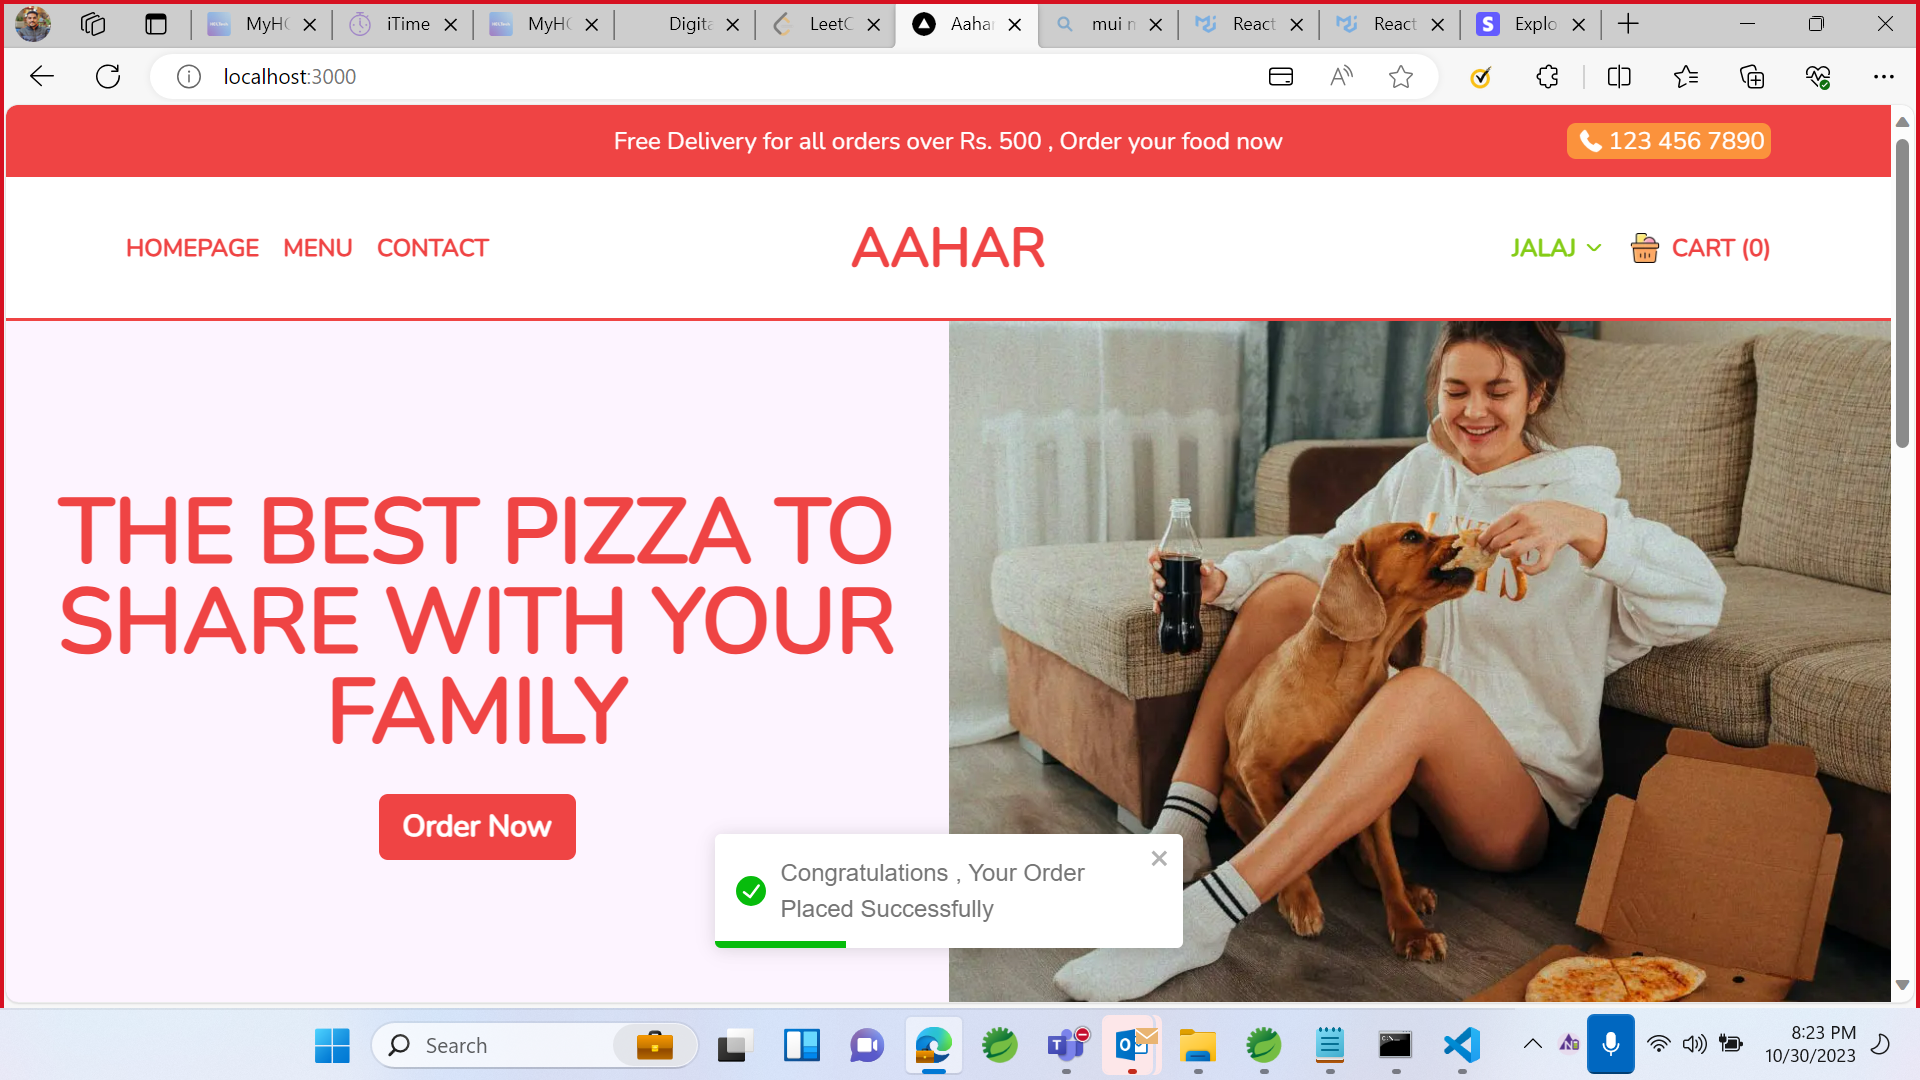 MyHC
iTime
MyHC
Digita
LeetC
Aahar
mui n
React
React
Explo
localhost:3000
Free Delivery for all orders over Rs. 500 , Order your food now
123 456 7890
HOMEPAGE MENU CONTACT
AAHAR
JALAJ
CART (0)
THE BEST PIZZA TO
SHARE WITH YOUR
FAMILY
Order Now
Congratulations , Your Order
Placed Successfully
Search
8:23 PM
10/30/2023